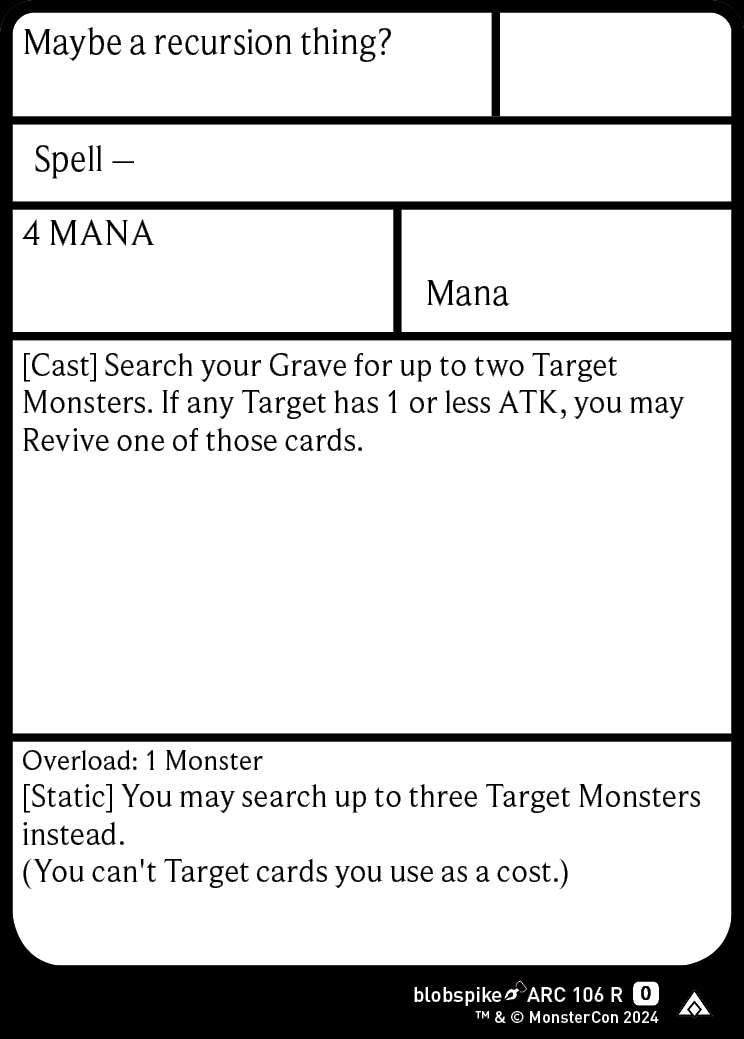 Maybe a recursion thing?
Spell —
4 MANA
Mana
[Cast] Search your Grave for up to two Target
Monsters. If any Target has 1 or less ATK, you may
Revive one of those cards.
Overload: 1 Monster
[Static] You may search up to three Target Monsters
instead.
(You can't Target cards you use as a cost.)
blobspike ARC 106 R 0
™ & © MonsterCon 2024